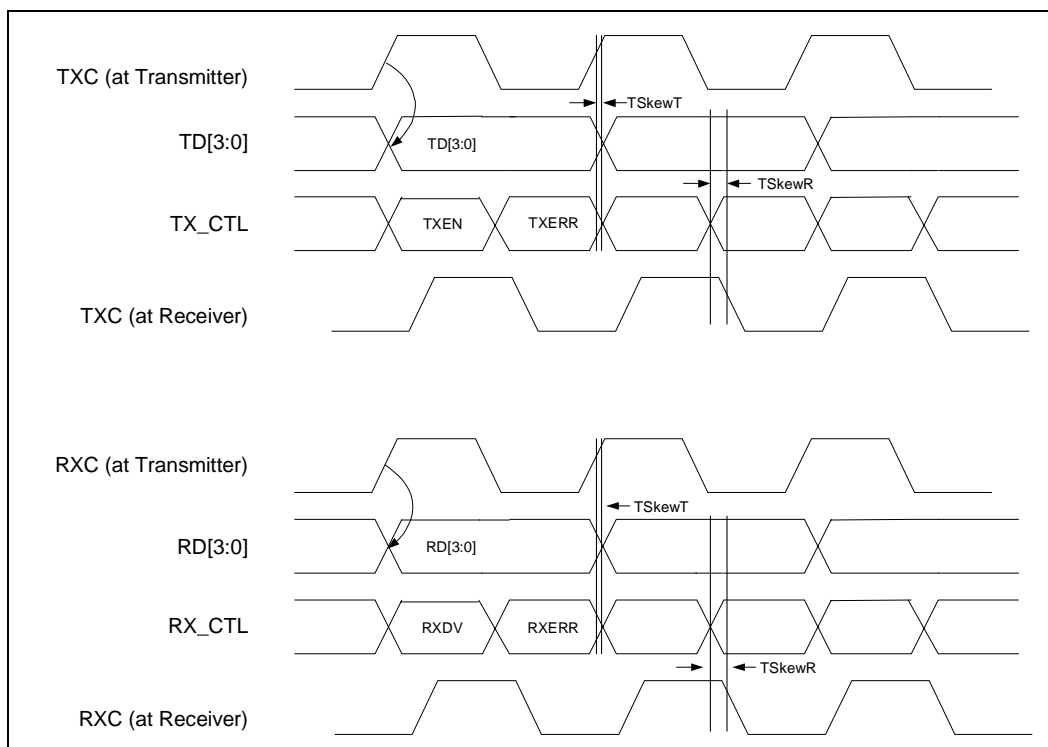 TXC (at Transmitter)
TSkewT
TD[3:0]
TD[3:0]
TSkewR
TX_CTL
TXEN
TXERR
TXC (at Receiver)
RXC (at Transmitter)
TSkewT
RD[3:0]
RD[3:0]
RX_CTL
RXDV
RXERR
TSkewR
RXC (at Receiver)